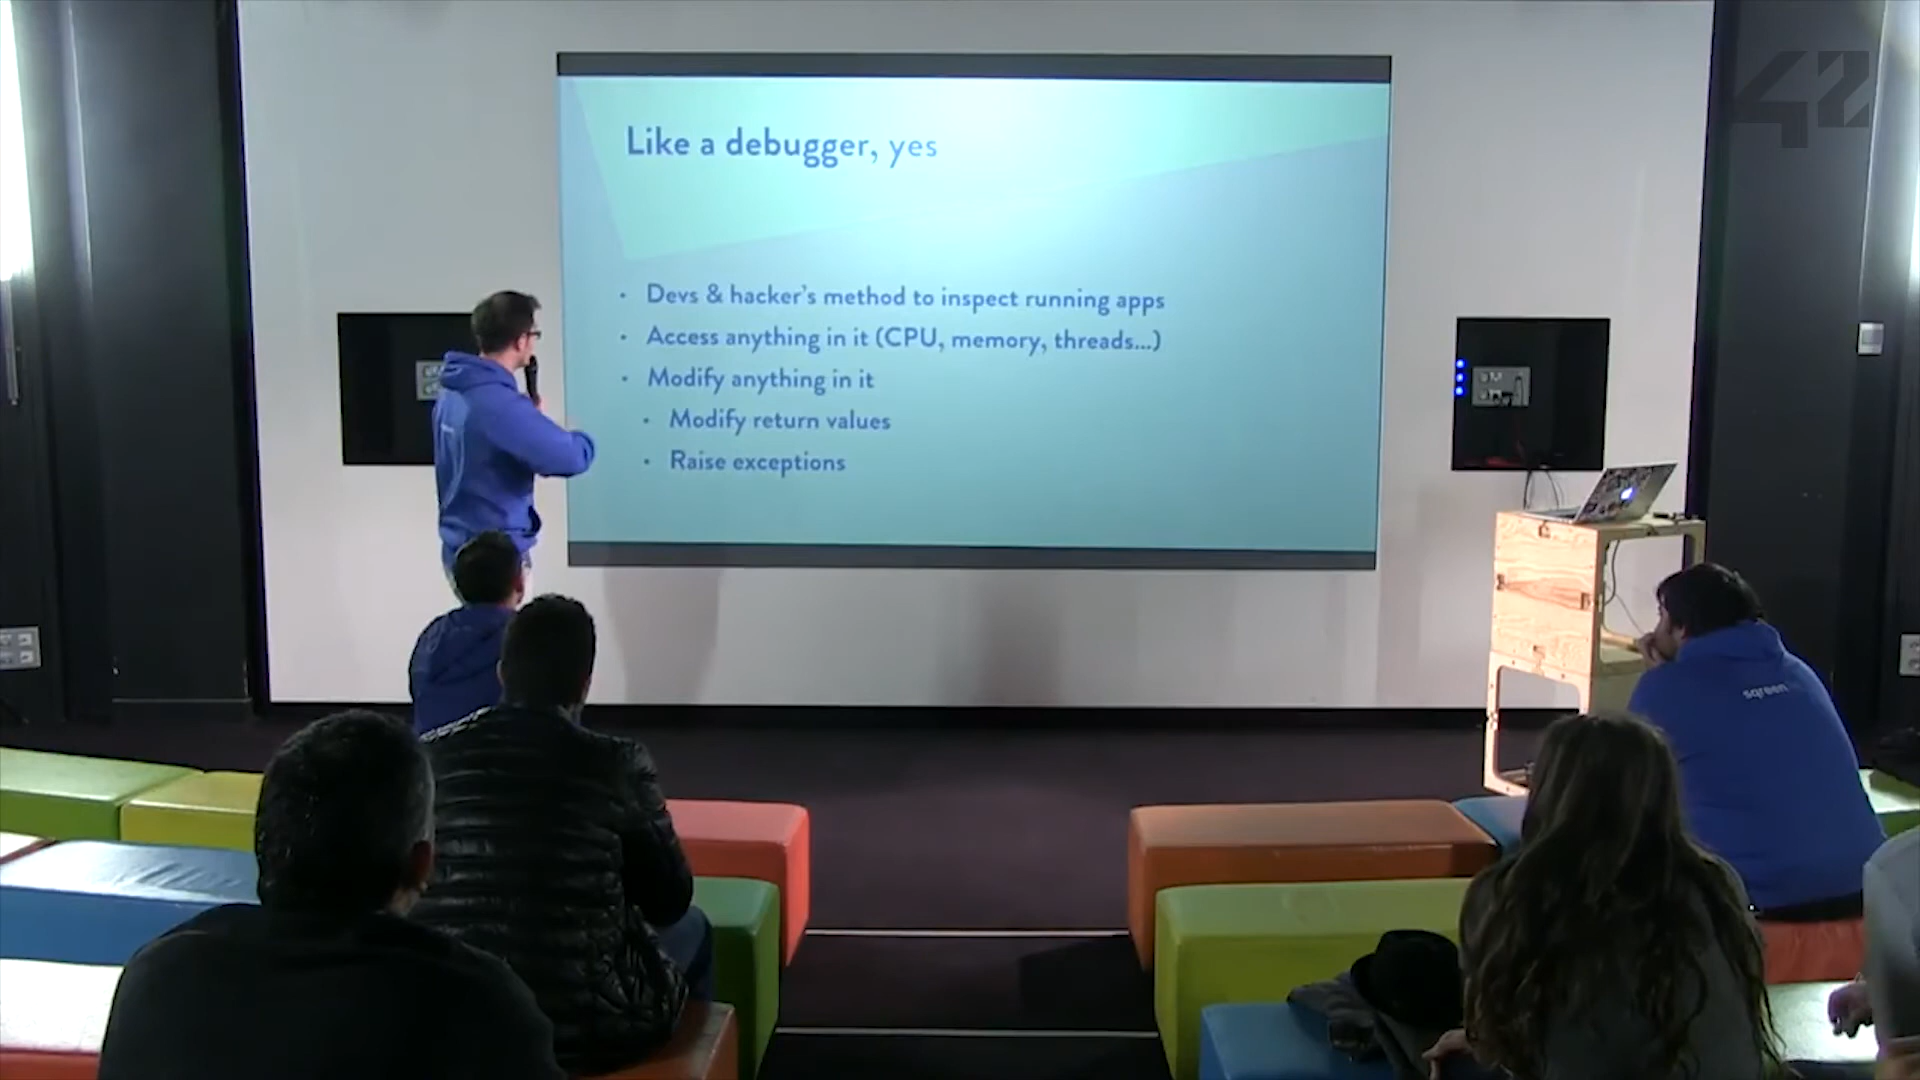 42
Like a debugger, yes
• Devs & hacker's method to inspect running apps
• Access anything in it (CPU, memory, threads...)
• Modify anything in it
• Modify return values
• Raise exceptions
sqreen